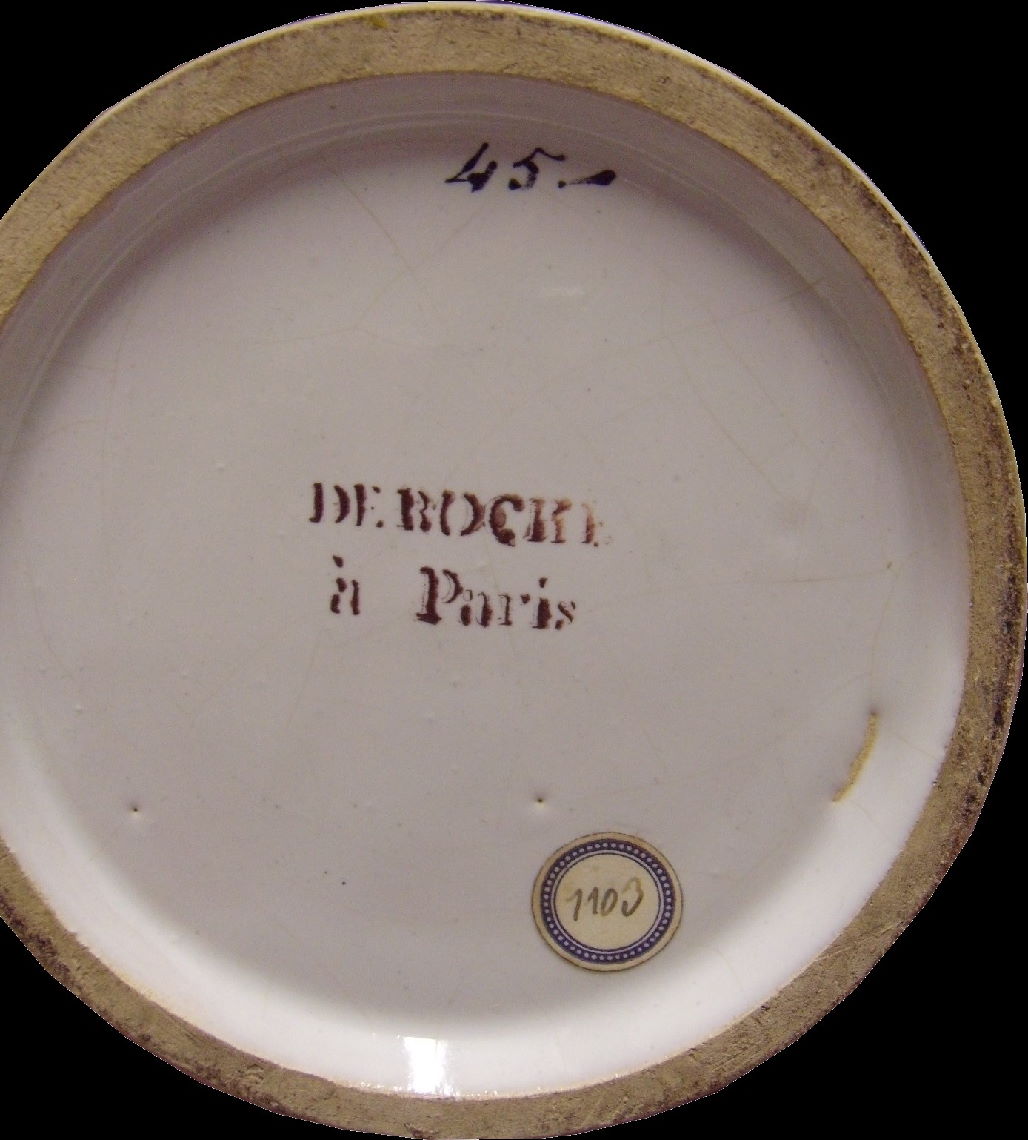 45.-
DEROCHE
à Paris
1103